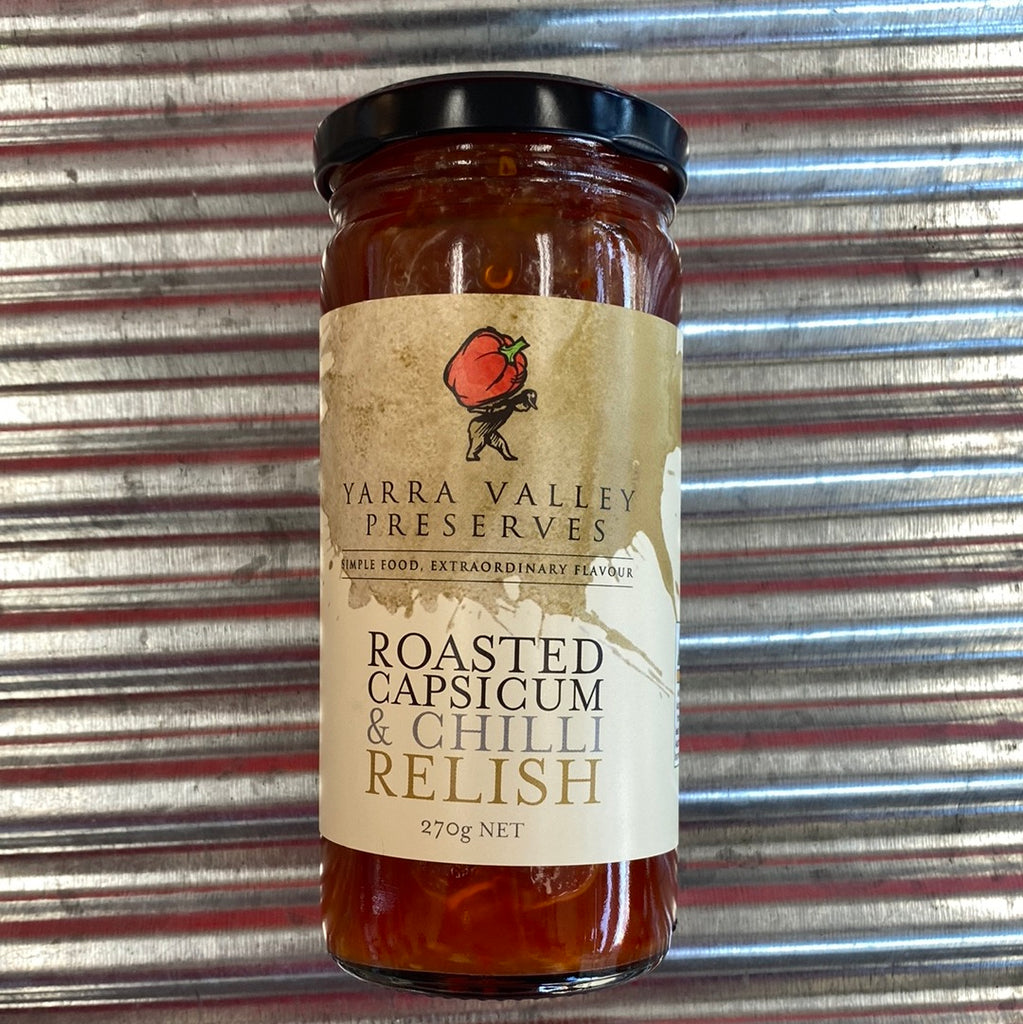 YARRA VALLEY
PRESERVES
SIMPLE FOOD, EXTRAORDINARY FLAVOUR
ROASTED
CAPSICUM
& CHILLI
RELISH
270g NET